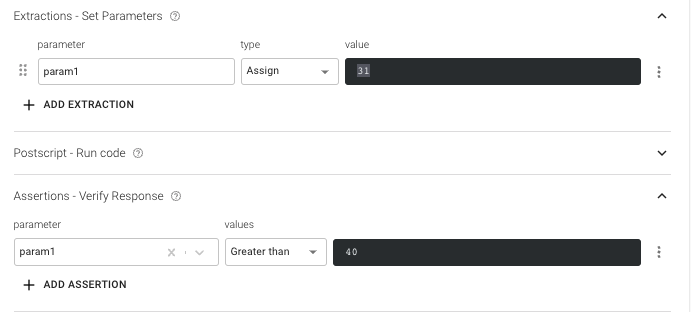 Extractions - Set Parameters ?
parameter type value
param1 Assign 31
+ ADD EXTRACTION
Postscript - Run code ?
Assertions - Verify Response ?
parameter values
param1 X Greater than 40
+ ADD ASSERTION